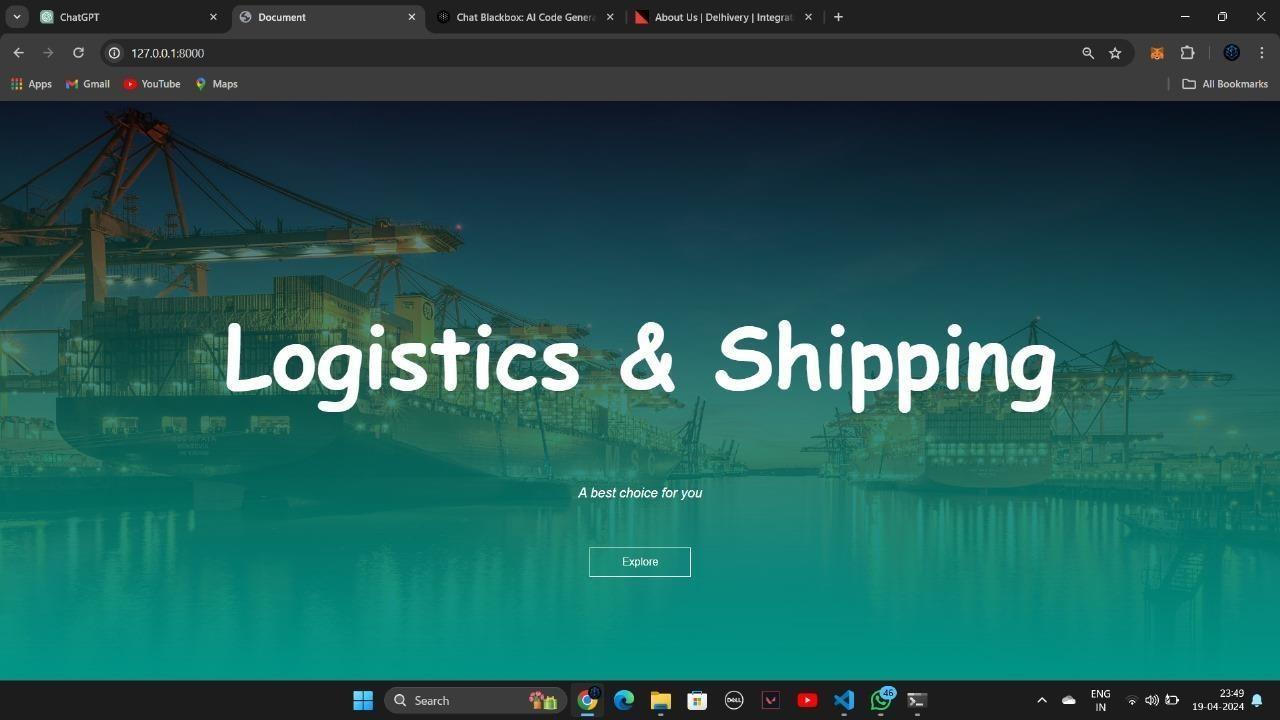 ChatGPT
Document
Chat Blackbox: AI Code Genera
About Us | Delhivery | Integrat
127.0.0.1:8000
Apps
Gmail
YouTube
Maps
All Bookmarks
Logistics & Shipping
A best choice for you
Explore
Search
DELL
46
ENG
IN
23:49
19-04-2024